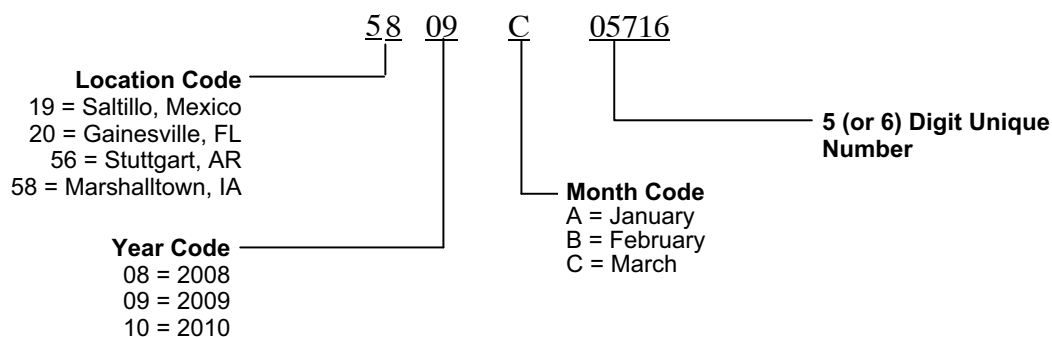 58 09 C 05716
Location Code
19 = Saltillo, Mexico
20 = Gainesville, FL
56 = Stuttgart, AR
58 = Marshalltown, IA
Year Code
08 = 2008
09 = 2009
10 = 2010
Month Code
A = January
B = February
C = March
5 (or 6) Digit Unique
Number